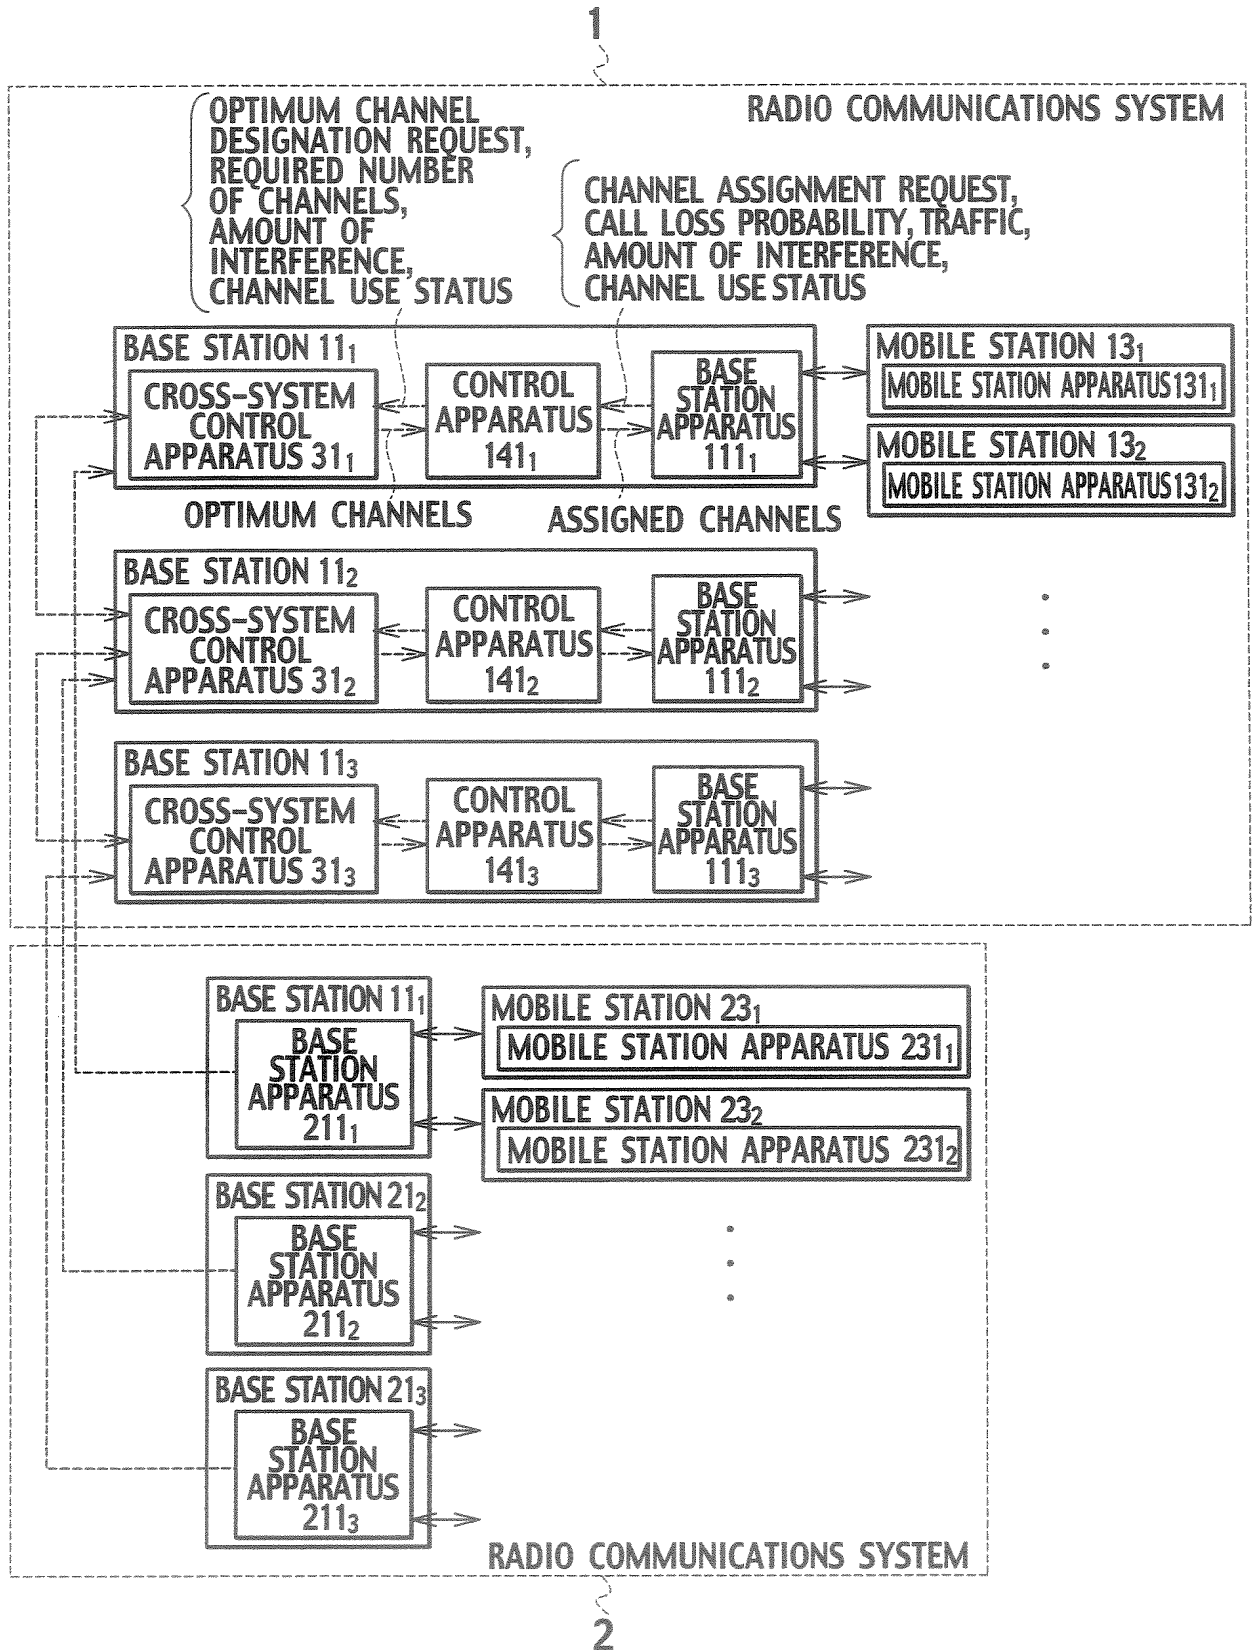 1
RADIO COMMUNICATIONS SYSTEM
OPTIMUM CHANNEL
DESIGNATION REQUEST,
REQUIRED NUMBER
OF CHANNELS,
AMOUNT OF
INTERFERENCE,
CHANNEL USE STATUS
CHANNEL ASSIGNMENT REQUEST,
CALL LOSS PROBABILITY, TRAFFIC,
AMOUNT OF INTERFERENCE,
CHANNEL USE STATUS
BASE STATION 11₁
CROSS-SYSTEM
CONTROL
APPARATUS 31₁
CONTROL
APPARATUS
141₁
BASE
STATION
APPARATUS
111₁
MOBILE STATION 13₁
MOBILE STATION APPARATUS131₁
MOBILE STATION 13₂
MOBILE STATION APPARATUS131₂
OPTIMUM CHANNELS
ASSIGNED CHANNELS
BASE STATION 11₂
CROSS-SYSTEM
CONTROL
APPARATUS 31₂
CONTROL
APPARATUS
141₂
BASE
STATION
APPARATUS
111₂
BASE STATION 11₃
CROSS-SYSTEM
CONTROL
APPARATUS 31₃
CONTROL
APPARATUS
141₃
BASE
STATION
APPARATUS
111₃
BASE STATION 11₁
BASE
STATION
APPARATUS
211₁
MOBILE STATION 23₁
MOBILE STATION APPARATUS 231₁
MOBILE STATION 23₂
MOBILE STATION APPARATUS 231₂
BASE STATION 21₂
BASE
STATION
APPARATUS
211₂
BASE STATION 21₃
BASE
STATION
APPARATUS
211₃
RADIO COMMUNICATIONS SYSTEM
2